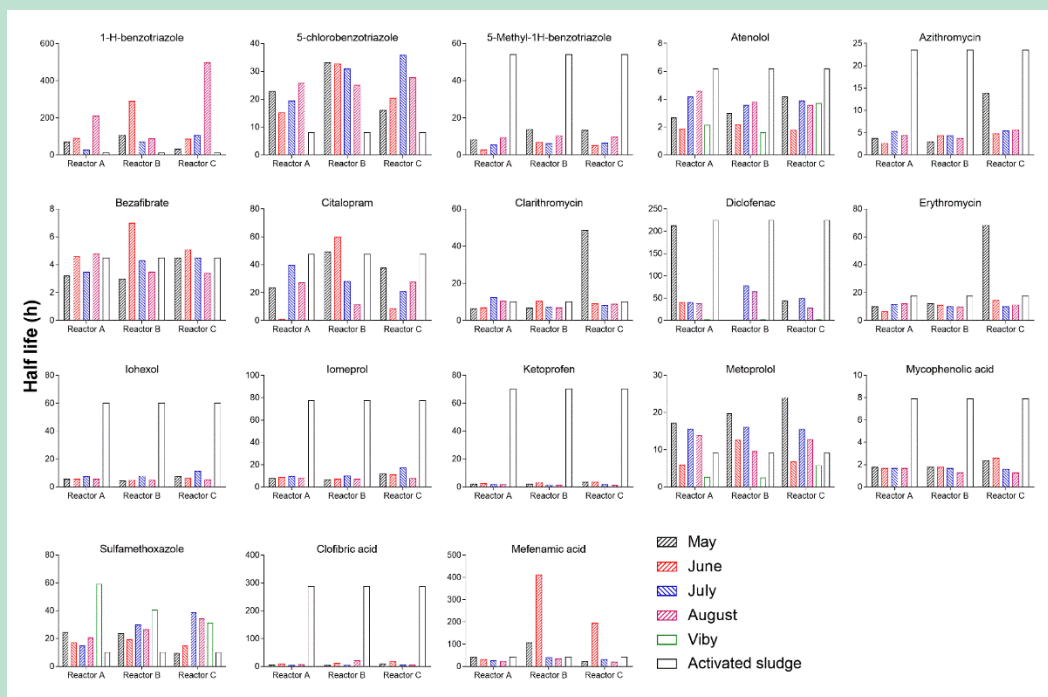 1-H-benzotriazole
5-chlorobenzotriazole
5-Methyl-1H-benzotriazole
Atenolol
Azithromycin
600
400
200
0
Reactor A Reactor B Reactor C
40
30
20
10
0
Reactor A Reactor B Reactor C
60
40
20
0
Reactor A Reactor B Reactor C
8
6
4
2
0
Reactor A Reactor B Reactor C
25
20
15
10
5
0
Reactor A Reactor B Reactor C
Bezafibrate
Citalopram
Clarithromycin
Diclofenac
Erythromycin
8
6
4
2
0
Reactor A Reactor B Reactor C
80
60
40
20
0
Reactor A Reactor B Reactor C
60
40
20
0
Reactor A Reactor B Reactor C
250
200
150
100
50
0
Reactor A Reactor B Reactor C
80
60
40
20
0
Reactor A Reactor B Reactor C
Half life (h)
Iohexol
Iomeprol
Ketoprofen
Metoprolol
Mycophenolic acid
80
60
40
20
0
Reactor A Reactor B Reactor C
100
80
60
40
20
0
Reactor A Reactor B Reactor C
80
60
40
20
0
Reactor A Reactor B Reactor C
30
20
10
0
Reactor A Reactor B Reactor C
10
8
6
4
2
0
Reactor A Reactor B Reactor C
Sulfamethoxazole
Clofibric acid
Mefenamic acid
80
60
40
20
0
Reactor A Reactor B Reactor C
400
300
200
100
0
Reactor A Reactor B Reactor C
500
400
300
200
100
0
Reactor A Reactor B Reactor C
May
June
July
August
Viby
Activated sludge